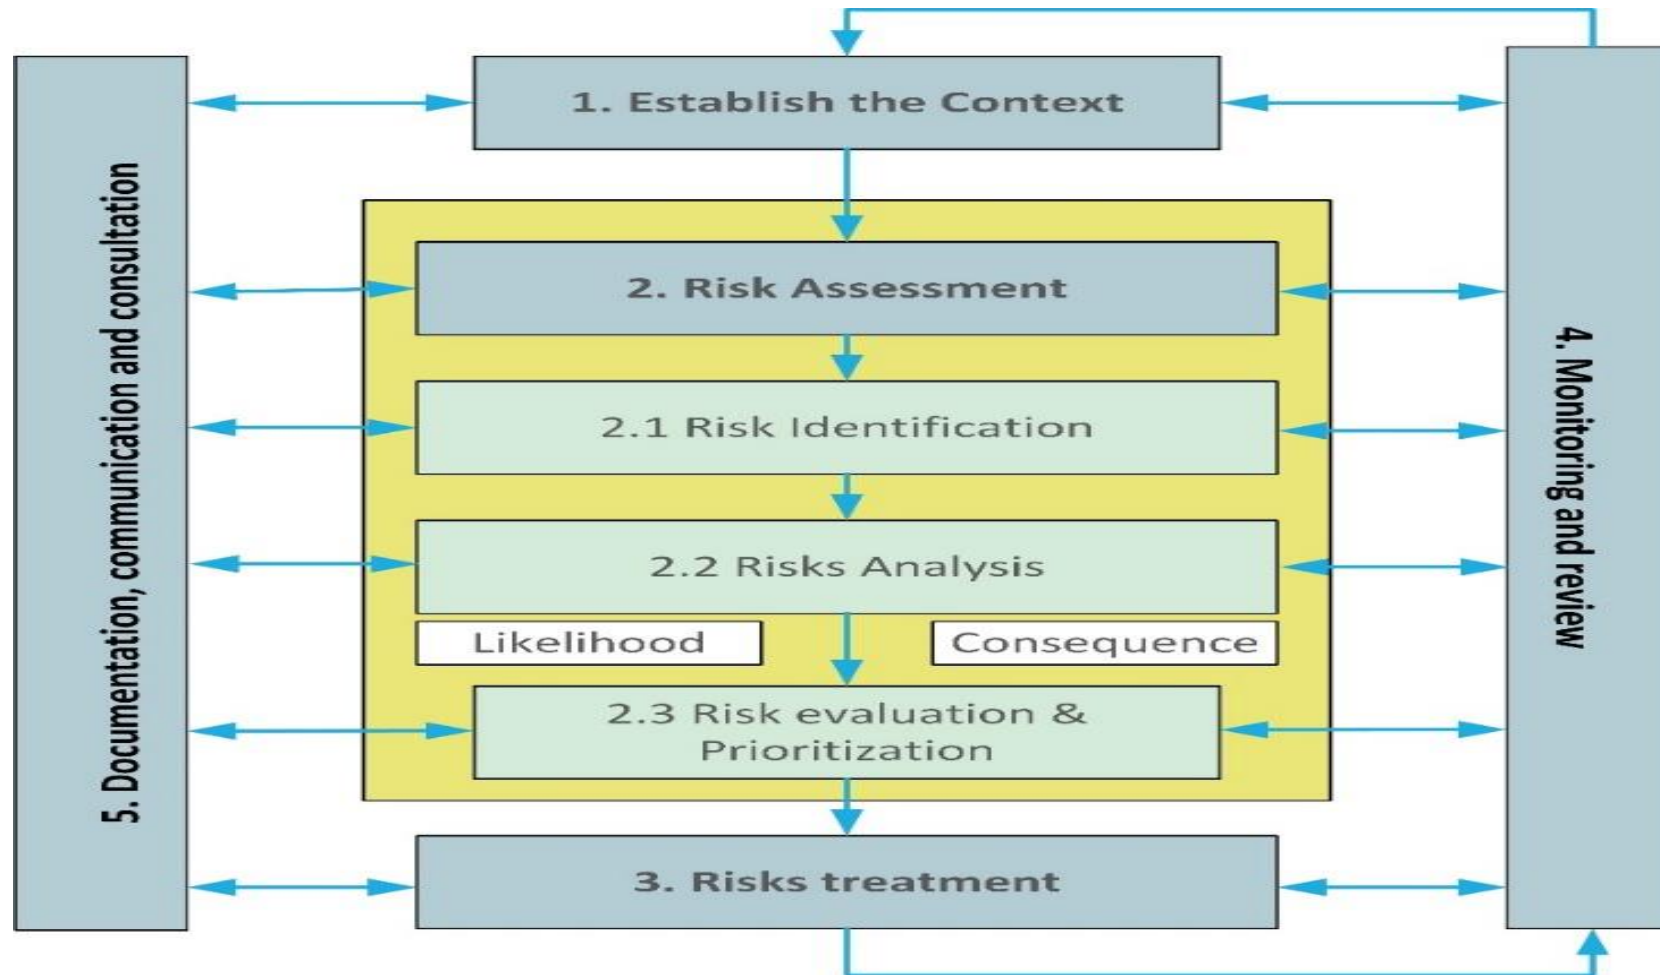 1. Establish the Context
5. Documentation, communication and consultation
2. Risk Assessment
4. Monitoring and review
2.1 Risk Identification
2.2 Risks Analysis
Likelihood
Consequence
2.3 Risk evaluation &
Prioritization
3. Risks treatment